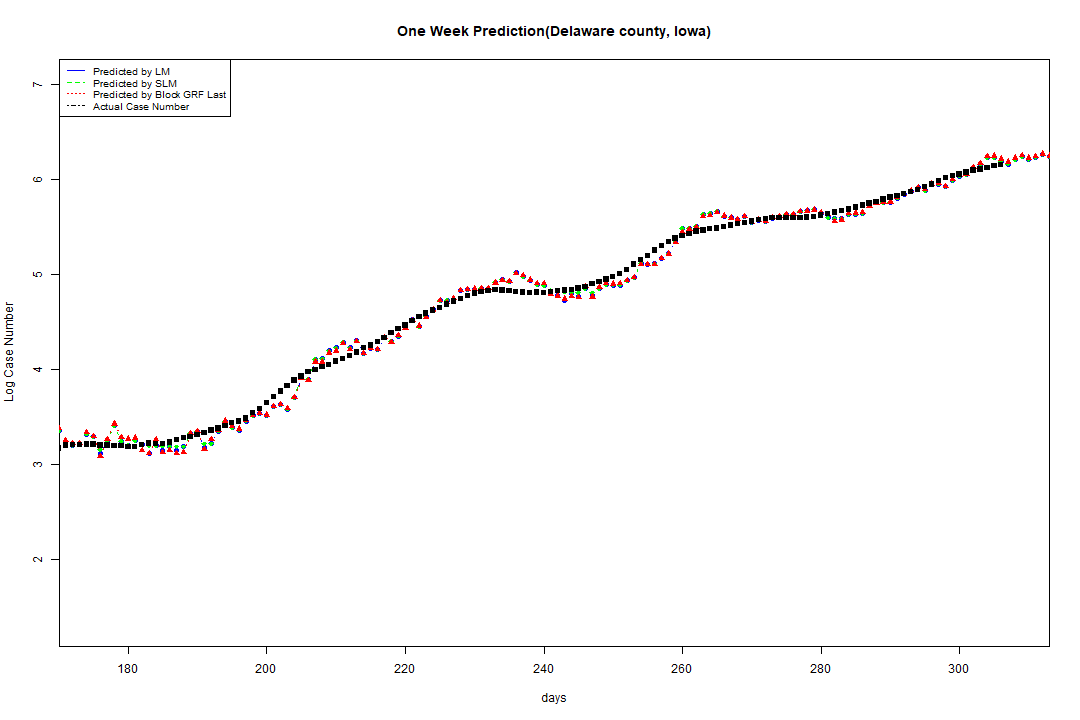 One Week Prediction(Delaware county, Iowa)
Predicted by LM
Predicted by SLM
Predicted by Block GRF Last
Actual Case Number
7
6
5
4
3
2
Log Case Number
180 200 220 240 260 280 300
days